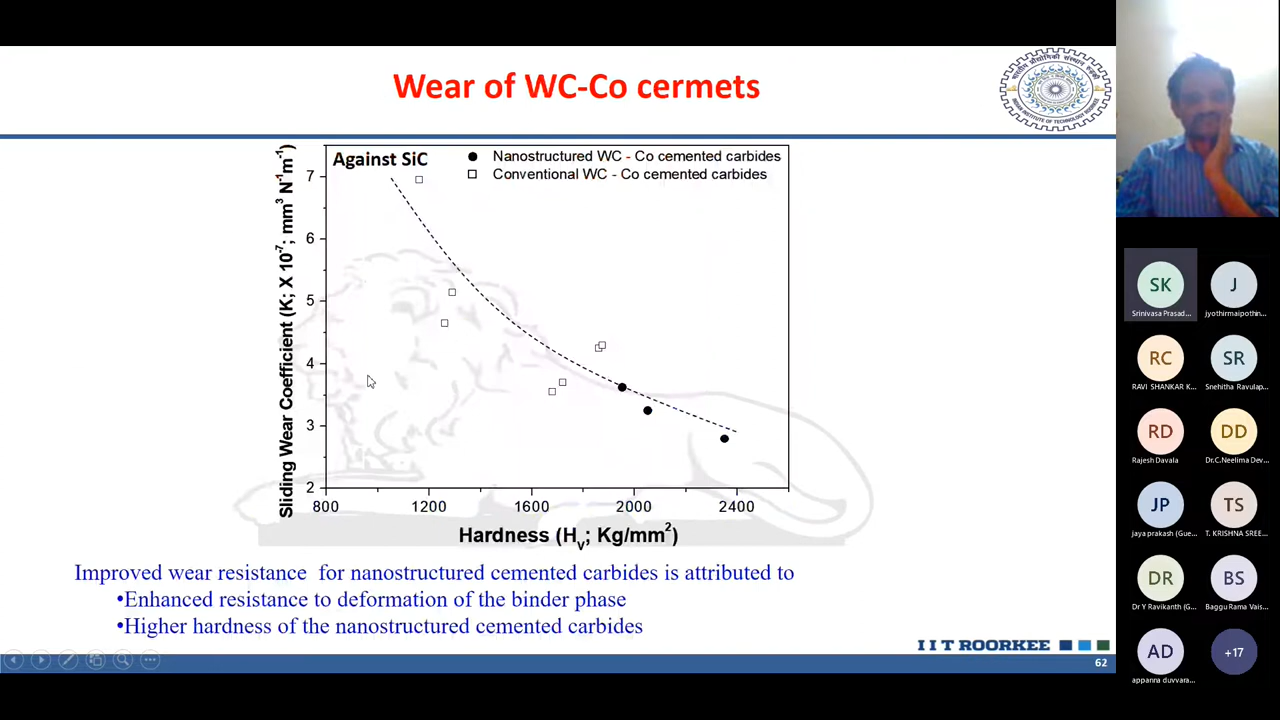 Wear of WC-Co cermets
Against SiC
Nanostructured WC - Co cemented carbides
Conventional WC - Co cemented carbides
Sliding Wear Coefficient (K; X 10⁻⁷; mm³ N⁻¹m⁻¹)
7
6
5
4
3
2
800
1200
1600
2000
2400
Hardness (Hᵥ; Kg/mm²)
Improved wear resistance for nanostructured cemented carbides is attributed to
•Enhanced resistance to deformation of the binder phase
•Higher hardness of the nanostructured cemented carbides
IIT ROORKEE
62
SK
J
Srinivasa Prasad...
jyothirmaipothin...
RC
SR
RAVI SHANKAR K...
Snehitha Ravulap...
RD
DD
Rajesh Davala
Dr.C.Neelima Dev...
JP
TS
jaya prakash (Gue...
T. KRISHNA SREE...
DR
BS
Dr Y Ravikanth (G...
Baggu Rama Vais...
AD
+17
appanna duvvara...